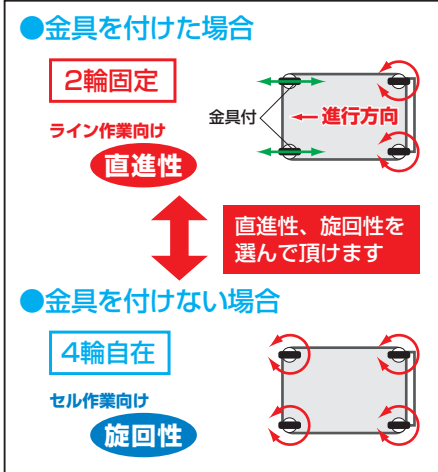 ●金具を付けた場合
2輪固定
ライン作業向け
直進性
金具付
←進行方向
直進性、旋回性を
選んで頂けます
●金具を付けない場合
4輪自在
セル作業向け
旋回性